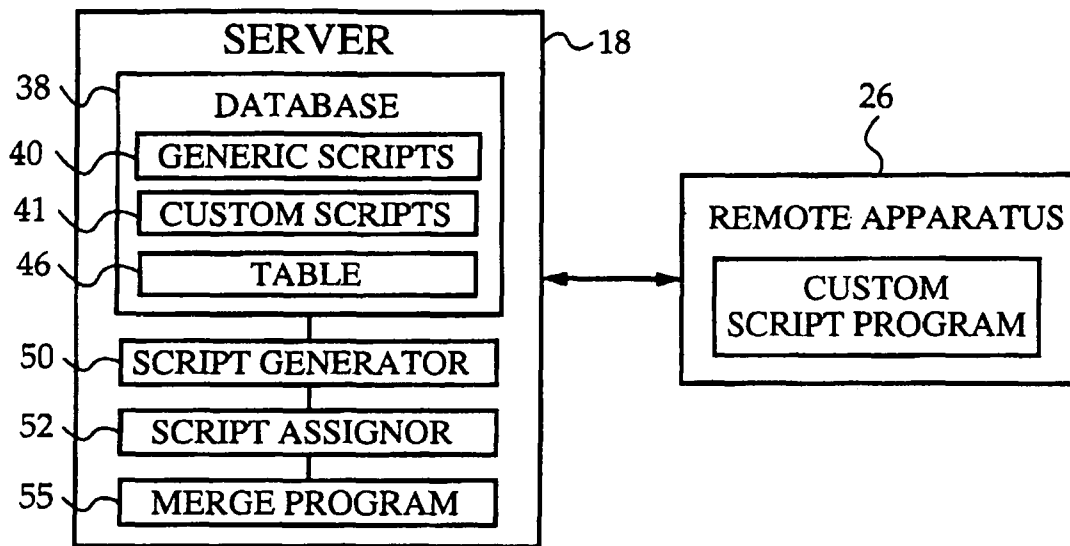 SERVER
18
38
DATABASE
40
GENERIC SCRIPTS
41
CUSTOM SCRIPTS
46
TABLE
50
SCRIPT GENERATOR
52
SCRIPT ASSIGNOR
55
MERGE PROGRAM
26
REMOTE APPARATUS
CUSTOM
SCRIPT PROGRAM